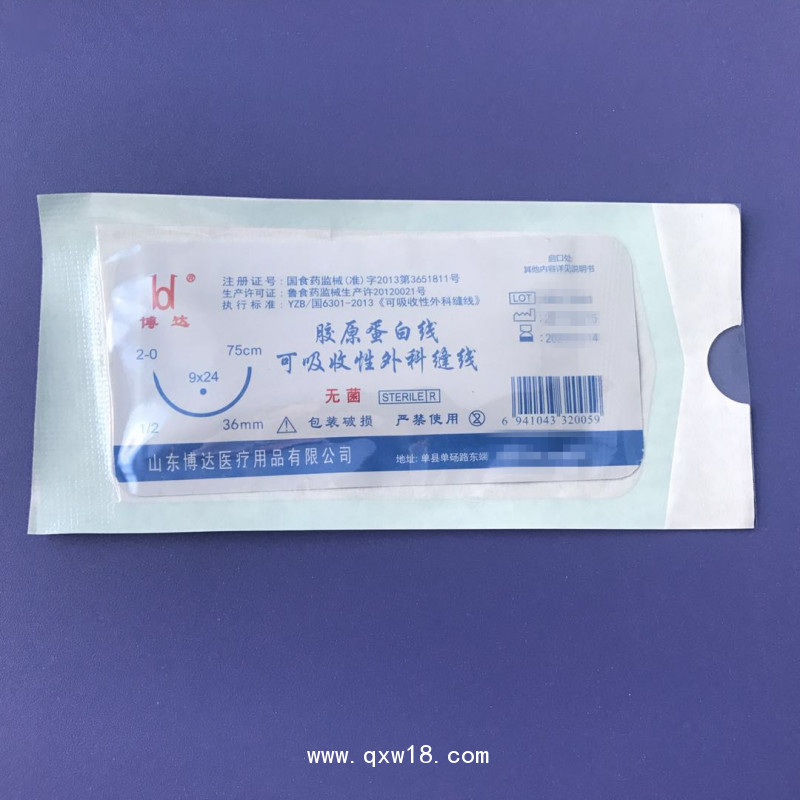 启口处
其他内容详见说明书
bd®
博达
注册证号：国食药监械(准)字2013第3651811号
生产许可证：鲁食药监械生产许20120021号
执行标准：YZB/国6301-2013《可吸收性外科缝线》
LOT
2-0
75cm
胶原蛋白线
可吸收性外科缝线
9x24
1/2
36mm
无菌 STERILE R
包装破损 严禁使用
6 941043 320059
山东博达医疗用品有限公司
地址：单县单砀路东端
www.qxw18.com